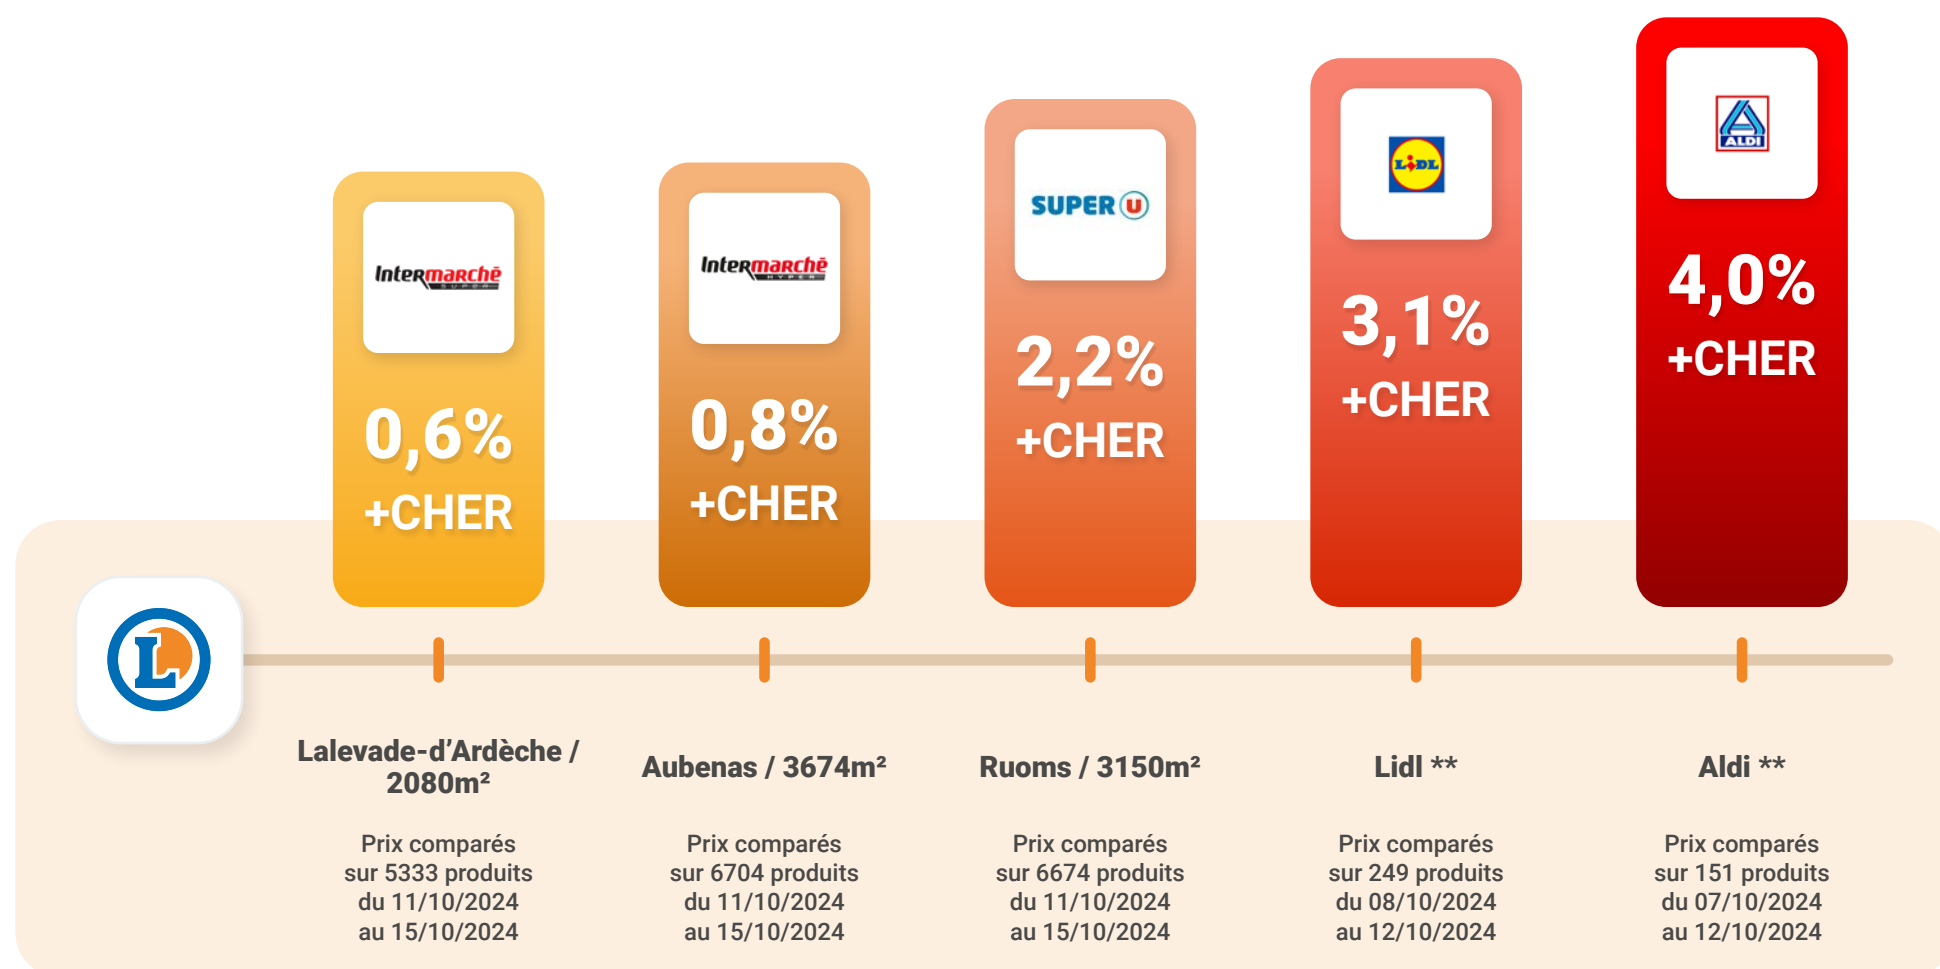 InteRmaRchē
SUPER
0,6%
+CHER
InteRmaRchē
HYPER
0,8%
+CHER
SUPER U
2,2%
+CHER
LiDL
3,1%
+CHER
ALDI
4,0%
+CHER
L
Lalevade-d’Ardèche /
2080m²
Prix comparés
sur 5333 produits
du 11/10/2024
au 15/10/2024
Aubenas / 3674m²
Prix comparés
sur 6704 produits
du 11/10/2024
au 15/10/2024
Ruoms / 3150m²
Prix comparés
sur 6674 produits
du 11/10/2024
au 15/10/2024
Lidl **
Prix comparés
sur 249 produits
du 08/10/2024
au 12/10/2024
Aldi **
Prix comparés
sur 151 produits
du 07/10/2024
au 12/10/2024